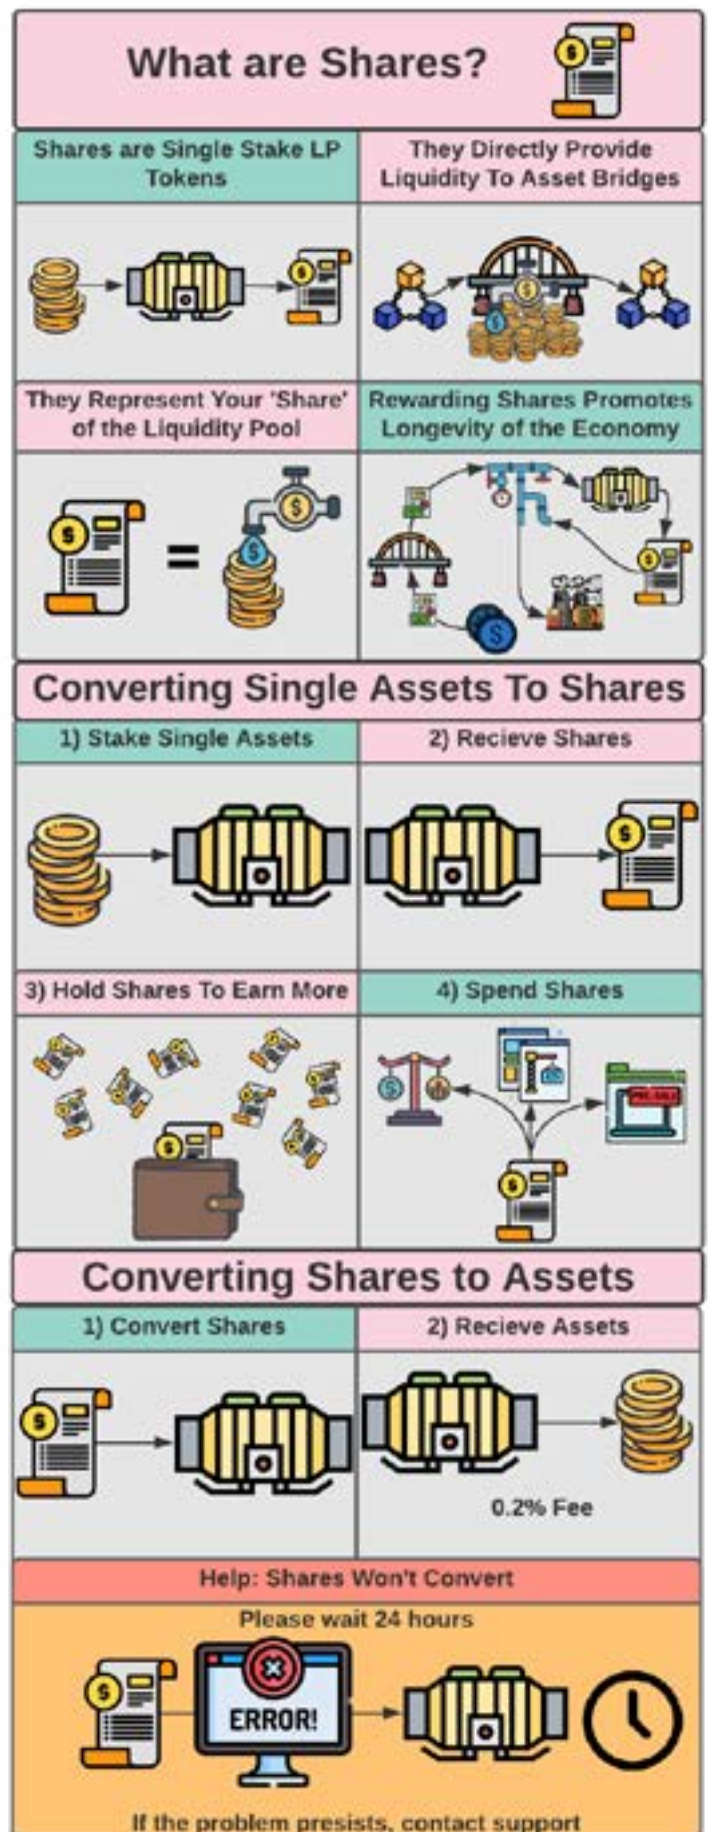 What are Shares?
Shares are Single Stake LP
Tokens
They Directly Provide
Liquidity To Asset Bridges
They Represent Your 'Share'
of the Liquidity Pool
Rewarding Shares Promotes
Longevity of the Economy
Converting Single Assets To Shares
1) Stake Single Assets
2) Recieve Shares
3) Hold Shares To Earn More
4) Spend Shares
PRE-SALE
Converting Shares to Assets
1) Convert Shares
2) Recieve Assets
0.2% Fee
Help: Shares Won't Convert
Please wait 24 hours
ERROR!
If the problem presists, contact support